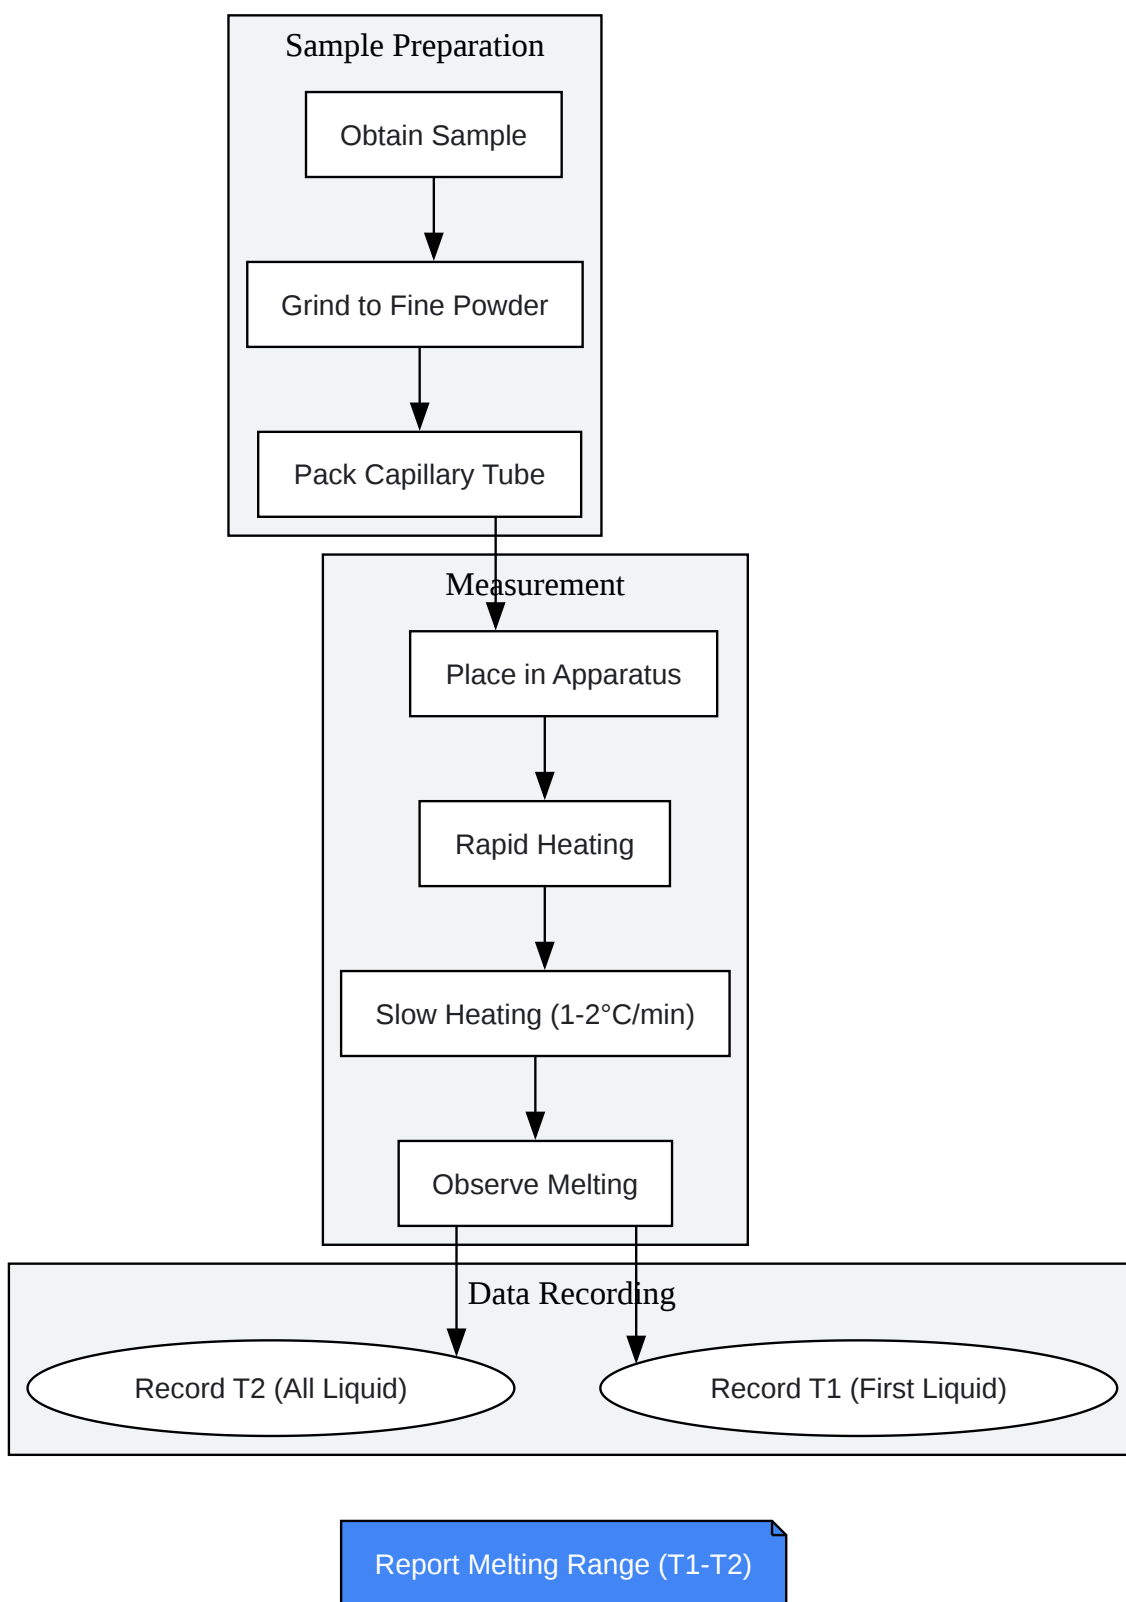 Sample Preparation
Obtain Sample
Grind to Fine Powder
Pack Capillary Tube
Measurement
Place in Apparatus
Rapid Heating
Slow Heating (1-2°C/min)
Observe Melting
Data Recording
Record T2 (All Liquid)
Record T1 (First Liquid)
Report Melting Range (T1-T2)